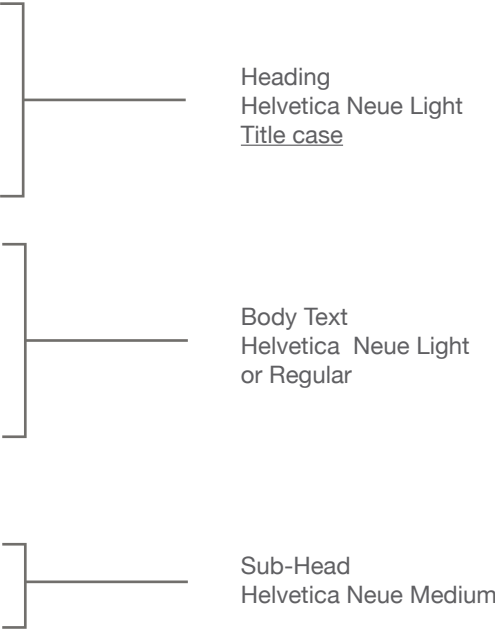 Heading
Helvetica Neue Light
Title case
Body Text
Helvetica  Neue Light
or Regular
Sub-Head
Helvetica Neue Medium